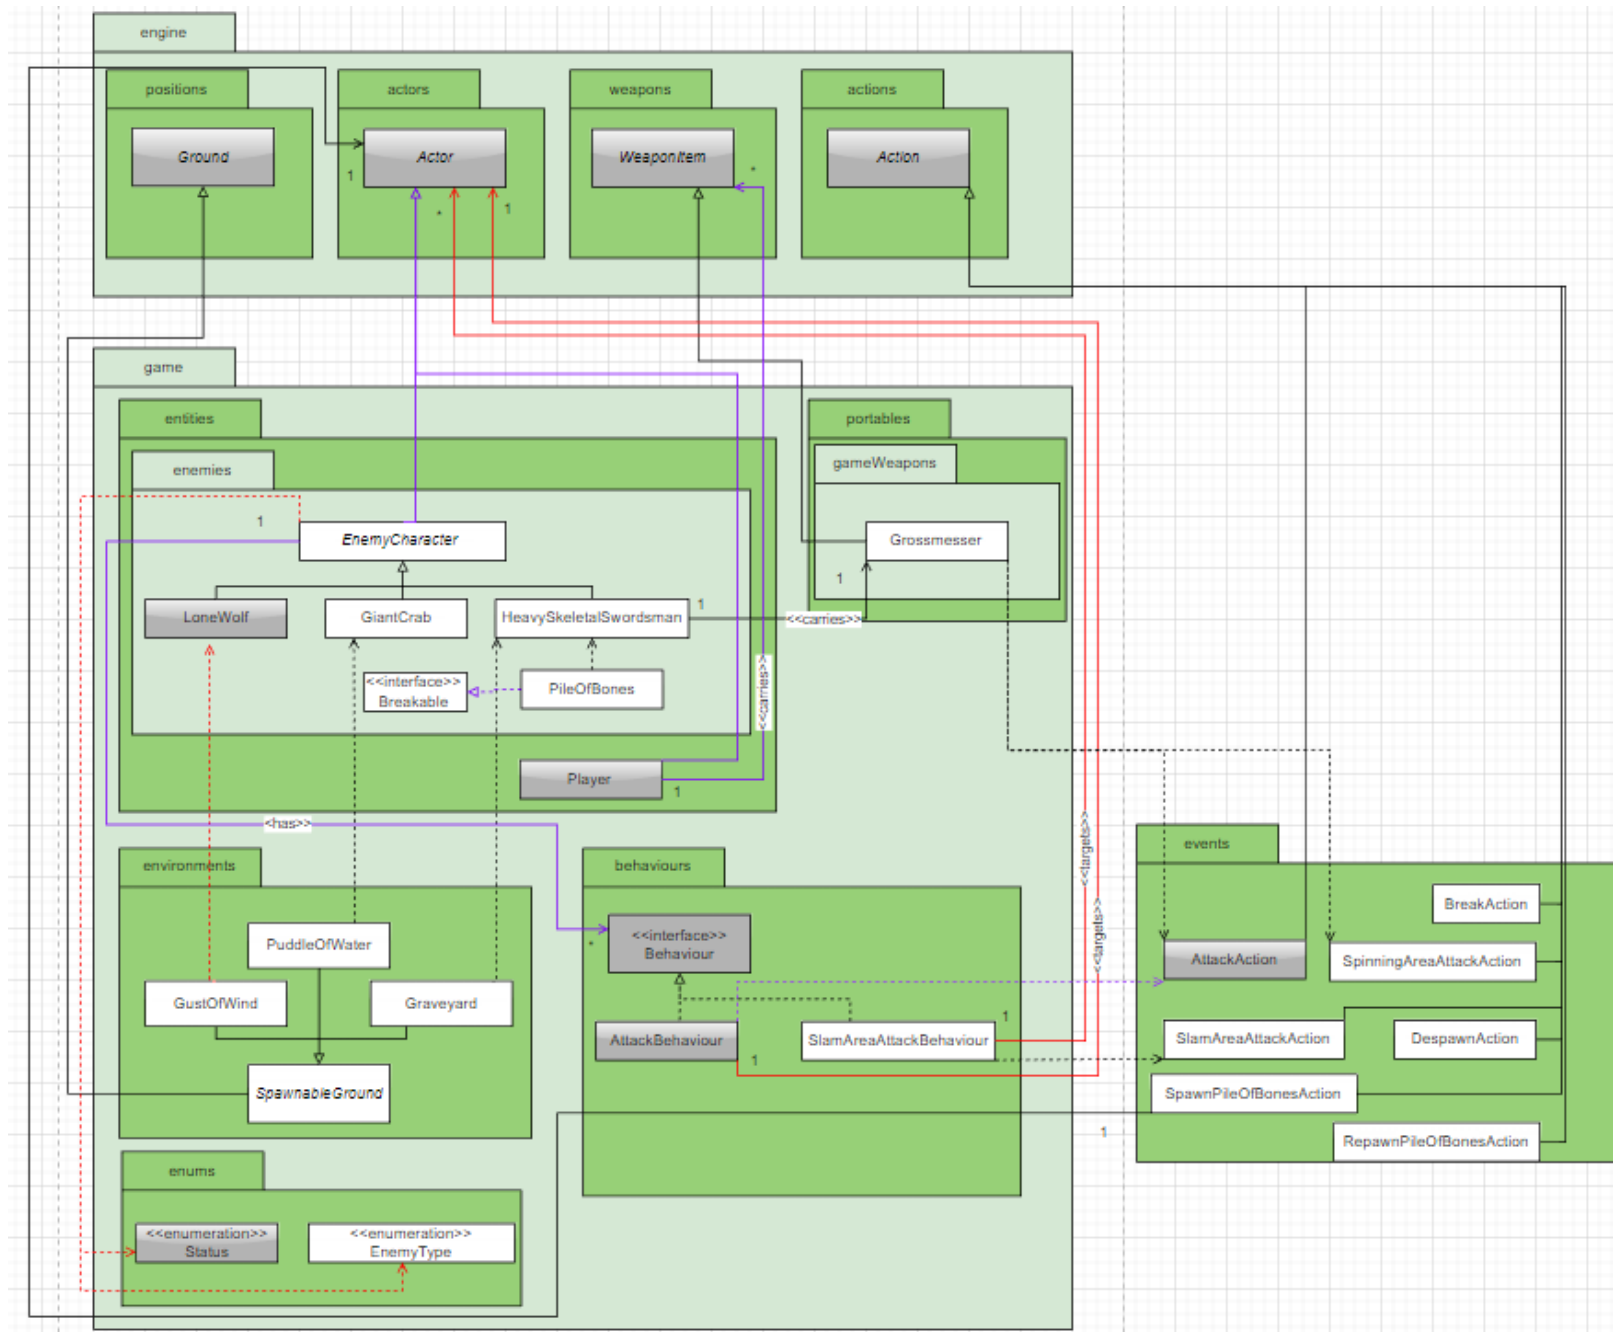 engine
positions
actors
weapons
actions
Ground
Actor
WeaponItem
Action
1
*
1
*
game
entities
portables
enemies
gameWeapons
1
EnemyCharacter
Grossmesser
1
LoneWolf
GiantCrab
HeavySkeletalSwordsman
1
<<carries>>
<<interface>>
Breakable
PileOfBones
<<carries>>
Player
1
<has>>
<<targets>>
<<targets>>
events
environments
behaviours
BreakAction
PuddleOfWater
<<interface>>
Behaviour
*
AttackAction
SpinningAreaAttackAction
GustOfWind
Graveyard
1
AttackBehaviour
SlamAreaAttackBehaviour
1
SlamAreaAttackAction
DespawnAction
SpawnableGround
SpawnPileOfBonesAction
1
RepawnPileOfBonesAction
enums
<<enumeration>>
Status
<<enumeration>>
EnemyType